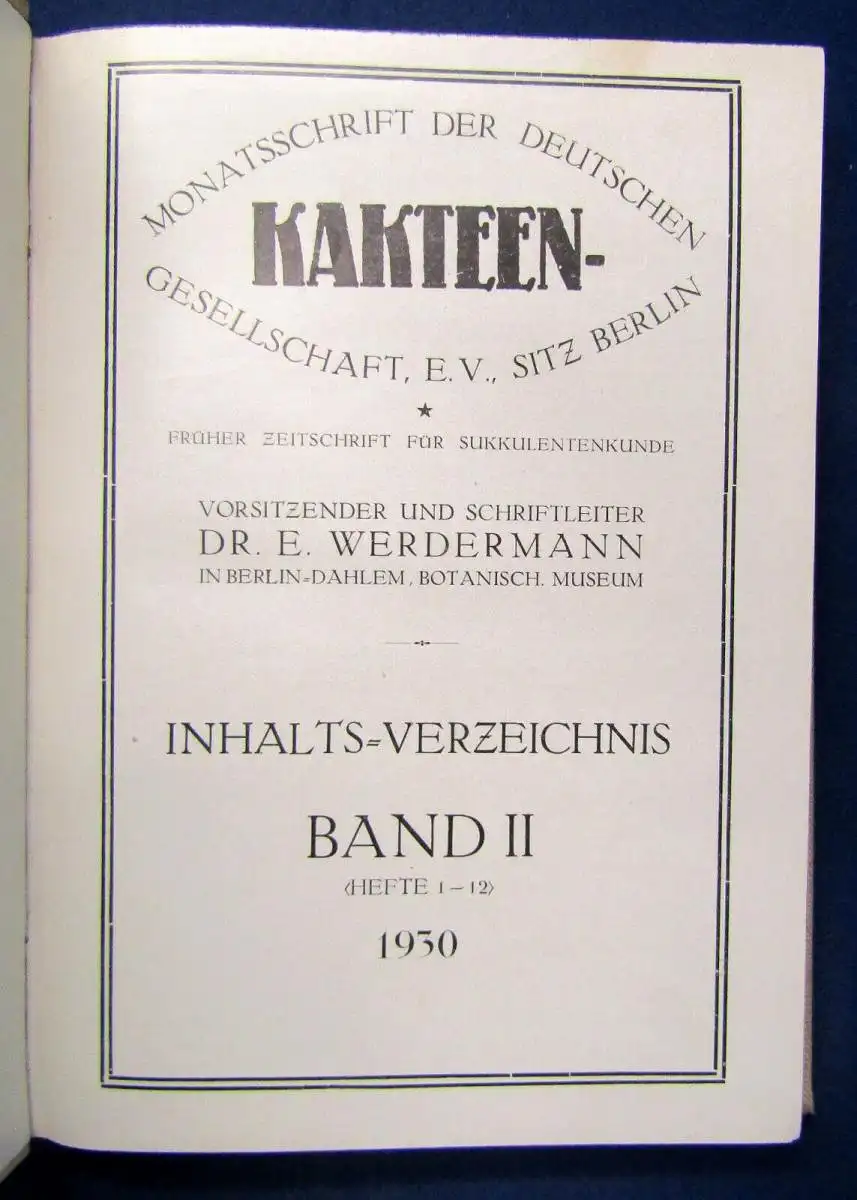 MONATSSCHRIFT DER DEUTSCHEN
KAKTEEN-
GESELLSCHAFT, E.V., SITZ BERLIN
★
FRÜHER ZEITSCHRIFT FÜR SUKKULENTENKUNDE
VORSITZENDER UND SCHRIFTLEITER
DR. E. WERDERMANN
IN BERLIN=DAHLEM, BOTANISCH. MUSEUM
INHALTS=VERZEICHNIS
BAND II
⟨HEFTE 1–12⟩
1930